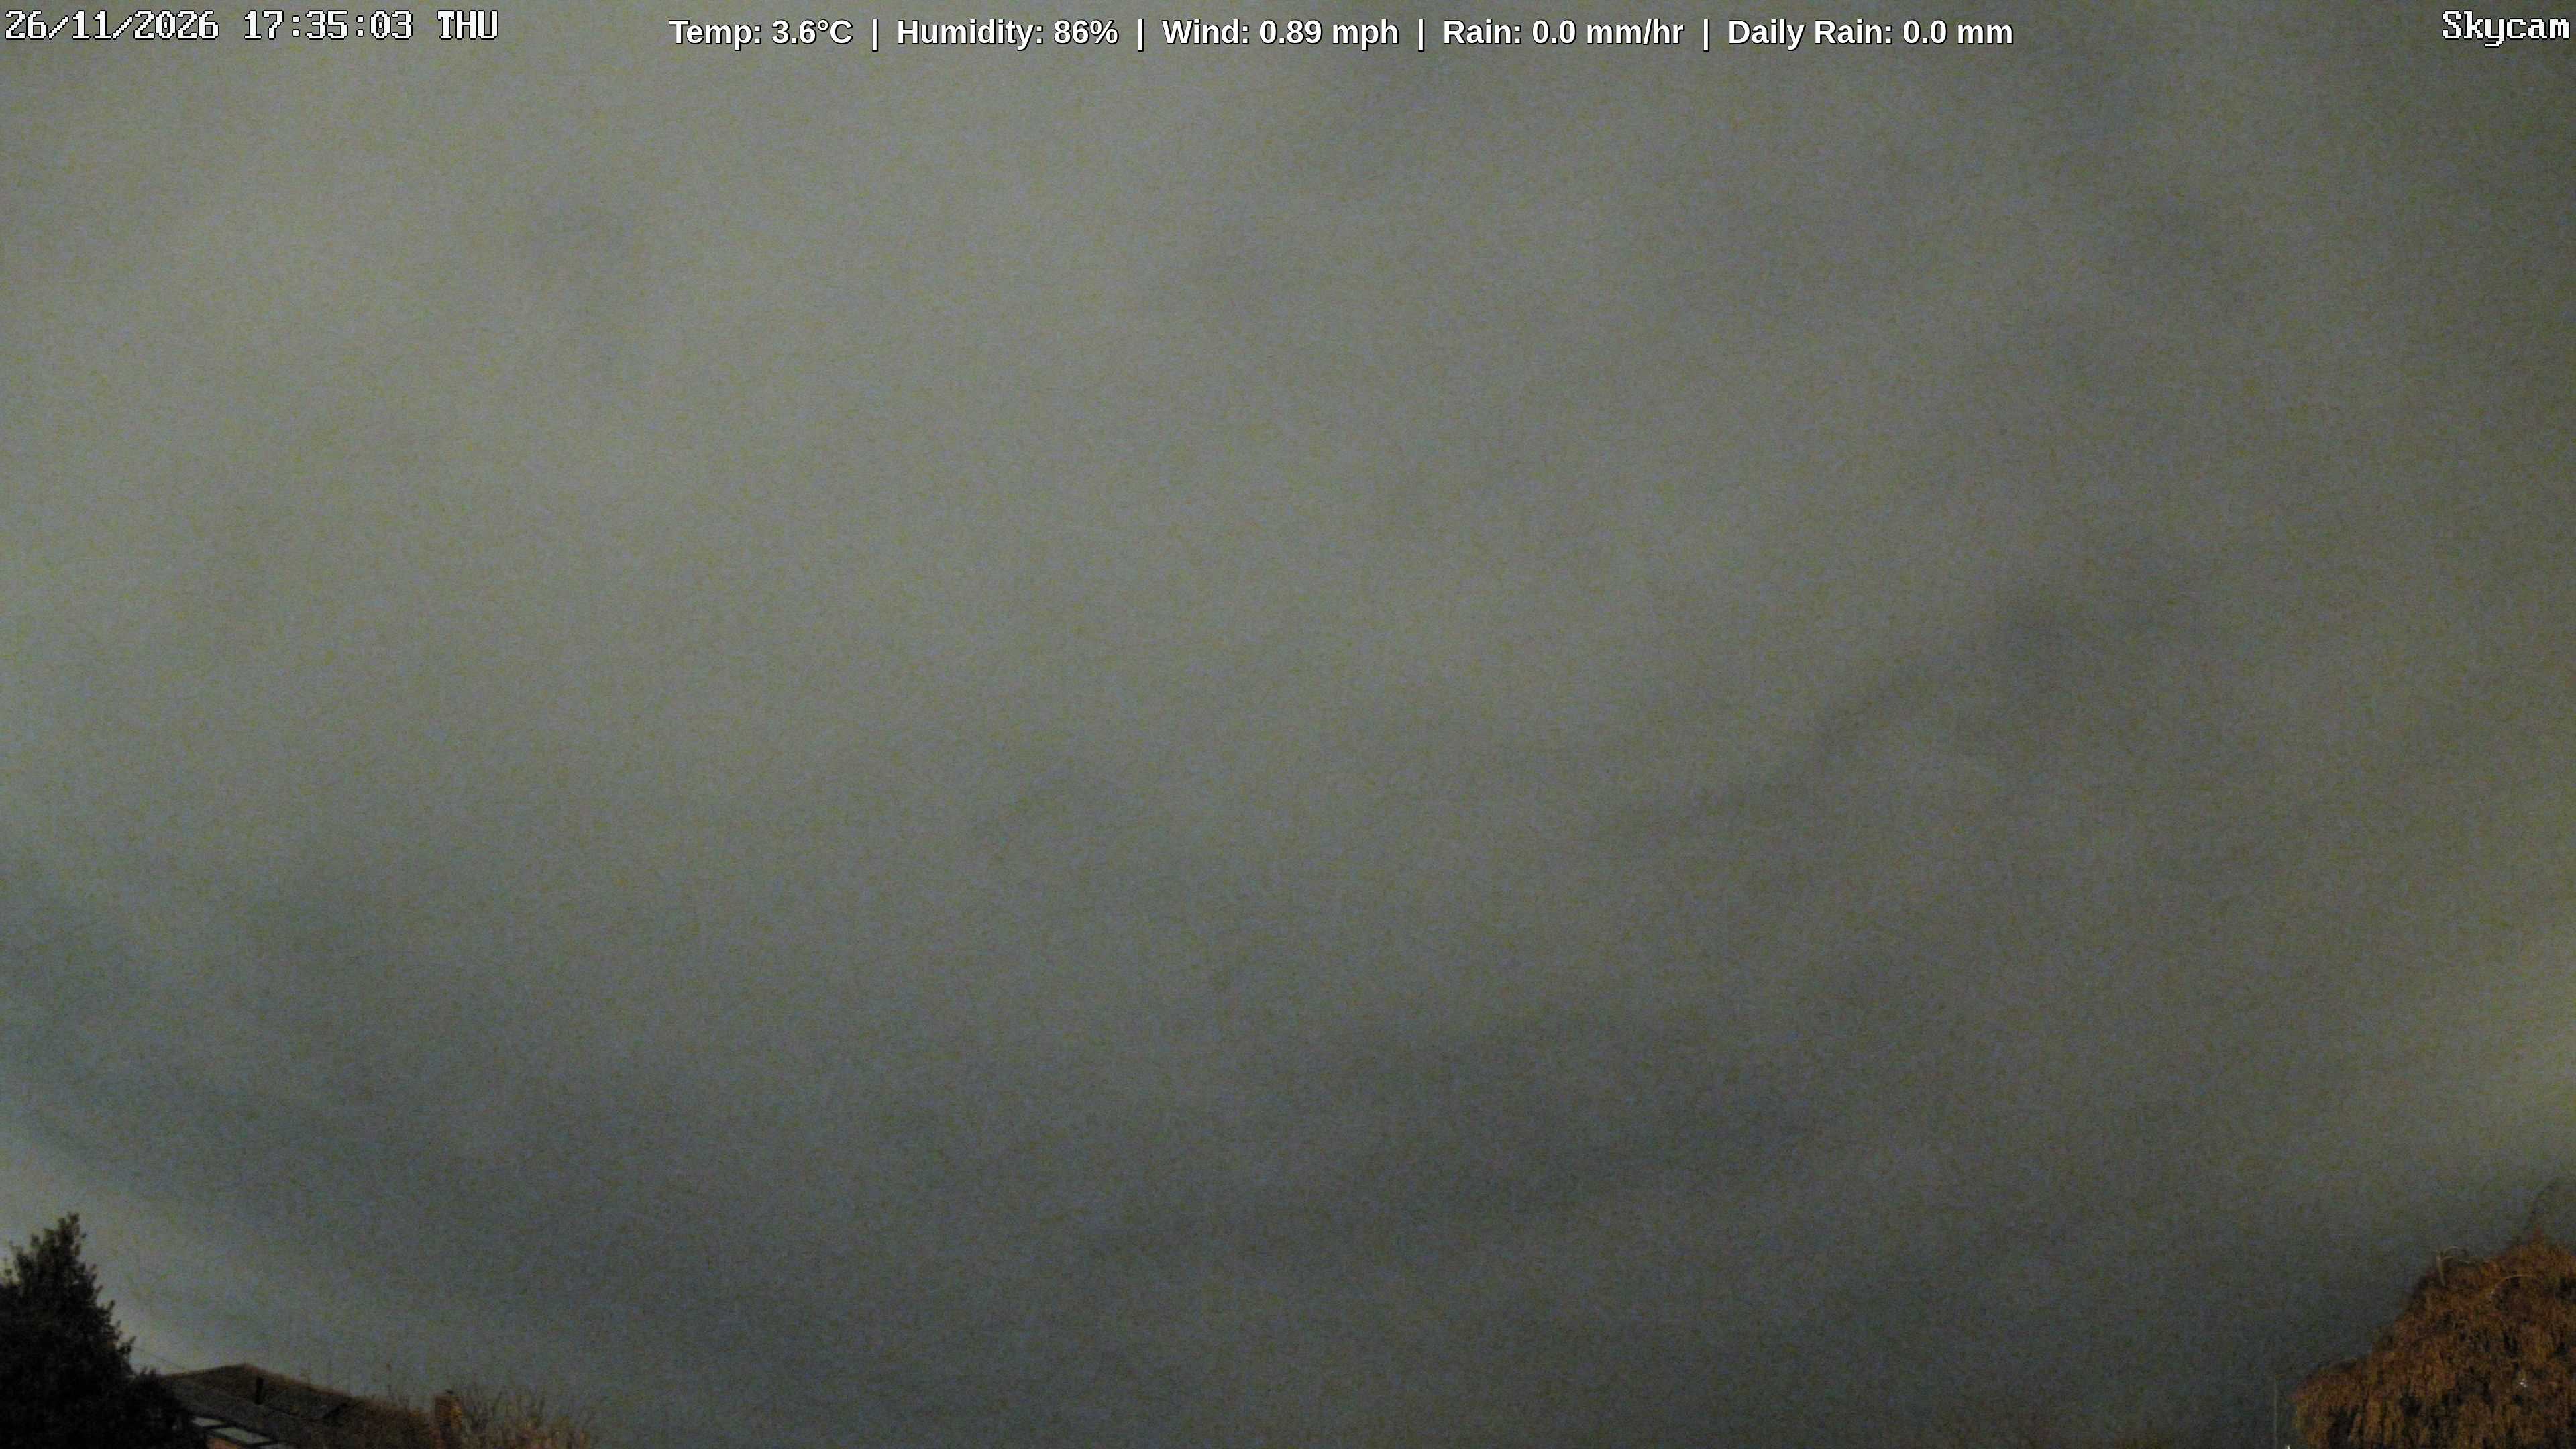 26/11/2026 17:35:03 THU
Temp: 3.6°C | Humidity: 86% | Wind: 0.89 mph | Rain: 0.0 mm/hr | Daily Rain: 0.0 mm
Skycam